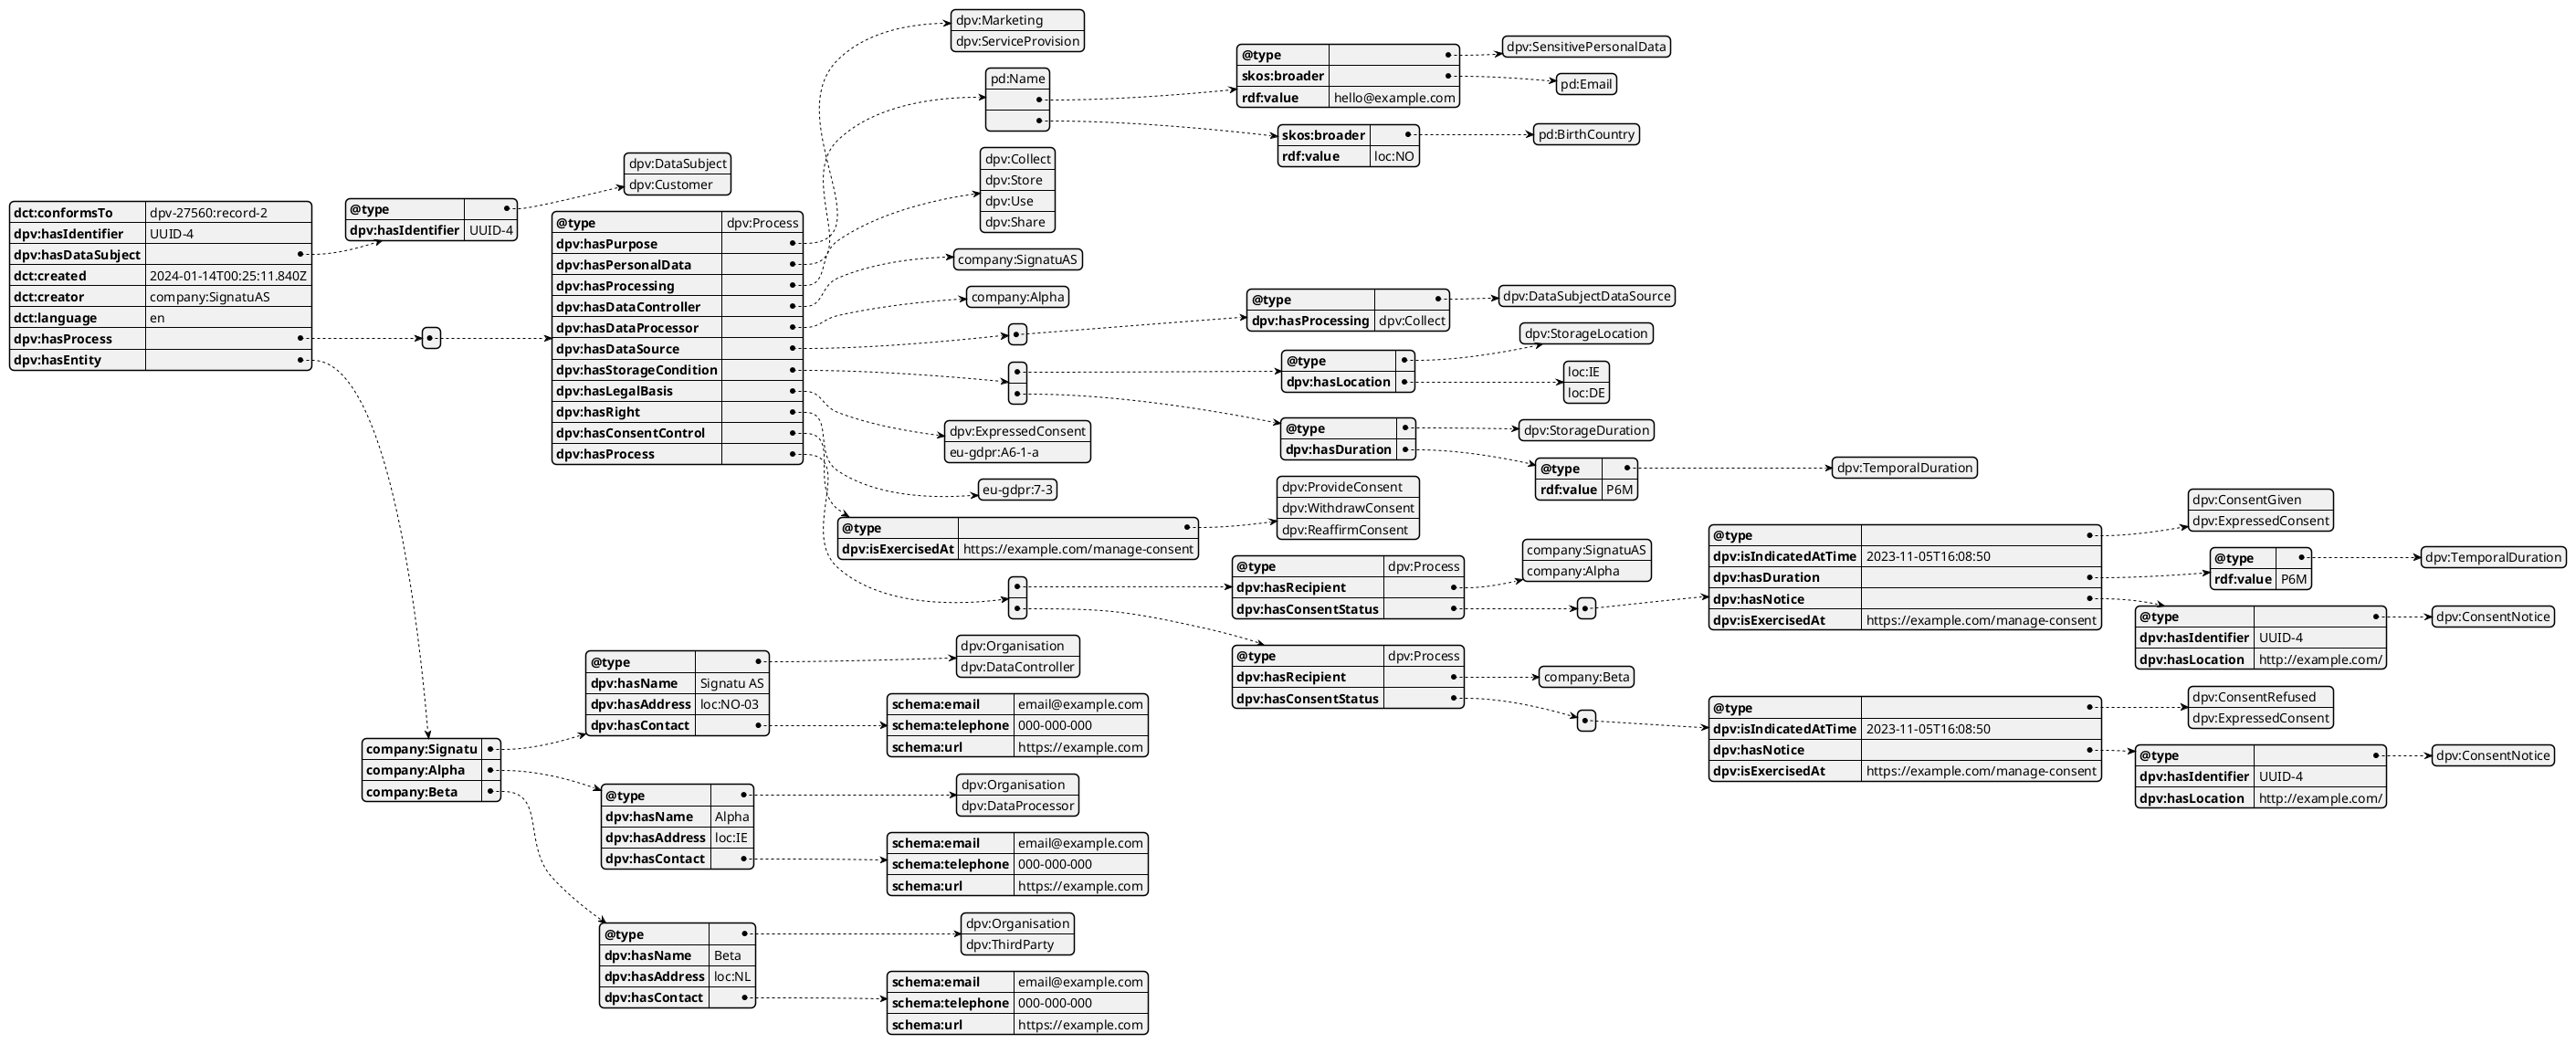 dct:conformsTo dpv-27560:record-2
dpv:hasIdentifier UUID-4
dpv:hasDataSubject
dct:created 2024-01-14T00:25:11.840Z
dct:creator company:SignatuAS
dct:language en
dpv:hasProcess
dpv:hasEntity
@type
dpv:hasIdentifier UUID-4
dpv:DataSubject
dpv:Customer
@type dpv:Process
dpv:hasPurpose
dpv:hasPersonalData
dpv:hasProcessing
dpv:hasDataController
dpv:hasDataProcessor
dpv:hasDataSource
dpv:hasStorageCondition
dpv:hasLegalBasis
dpv:hasRight
dpv:hasConsentControl
dpv:hasProcess
dpv:Marketing
dpv:ServiceProvision
pd:Name
@type
skos:broader
rdf:value hello@example.com
dpv:SensitivePersonalData
pd:Email
skos:broader
rdf:value loc:NO
pd:BirthCountry
dpv:Collect
dpv:Store
dpv:Use
dpv:Share
company:SignatuAS
company:Alpha
@type
dpv:hasProcessing dpv:Collect
dpv:DataSubjectDataSource
@type
dpv:hasLocation
dpv:StorageLocation
loc:IE
loc:DE
@type
dpv:hasDuration
dpv:StorageDuration
@type
rdf:value P6M
dpv:TemporalDuration
dpv:ExpressedConsent
eu-gdpr:A6-1-a
eu-gdpr:7-3
@type
dpv:isExercisedAt https://example.com/manage-consent
dpv:ProvideConsent
dpv:WithdrawConsent
dpv:ReaffirmConsent
@type dpv:Process
dpv:hasRecipient
dpv:hasConsentStatus
company:SignatuAS
company:Alpha
@type
dpv:isIndicatedAtTime 2023-11-05T16:08:50
dpv:hasDuration
dpv:hasNotice
dpv:isExercisedAt https://example.com/manage-consent
dpv:ConsentGiven
dpv:ExpressedConsent
@type
rdf:value P6M
dpv:TemporalDuration
@type
dpv:hasIdentifier UUID-4
dpv:hasLocation http://example.com/
dpv:ConsentNotice
@type dpv:Process
dpv:hasRecipient
dpv:hasConsentStatus
company:Beta
@type
dpv:isIndicatedAtTime 2023-11-05T16:08:50
dpv:hasNotice
dpv:isExercisedAt https://example.com/manage-consent
dpv:ConsentRefused
dpv:ExpressedConsent
@type
dpv:hasIdentifier UUID-4
dpv:hasLocation http://example.com/
dpv:ConsentNotice
company:Signatu
company:Alpha
company:Beta
@type
dpv:hasName Signatu AS
dpv:hasAddress loc:NO-03
dpv:hasContact
dpv:Organisation
dpv:DataController
schema:email email@example.com
schema:telephone 000-000-000
schema:url https://example.com
@type
dpv:hasName Alpha
dpv:hasAddress loc:IE
dpv:hasContact
dpv:Organisation
dpv:DataProcessor
schema:email email@example.com
schema:telephone 000-000-000
schema:url https://example.com
@type
dpv:hasName Beta
dpv:hasAddress loc:NL
dpv:hasContact
dpv:Organisation
dpv:ThirdParty
schema:email email@example.com
schema:telephone 000-000-000
schema:url https://example.com